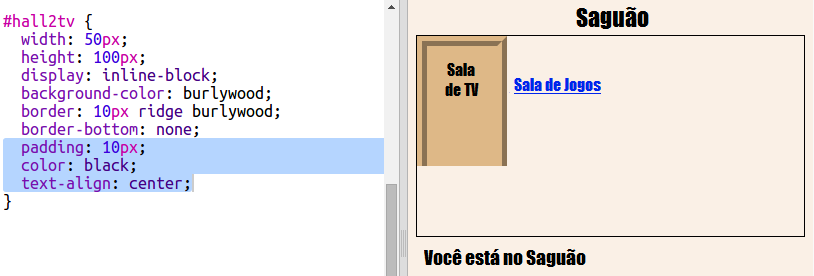 #hall2tv {
width: 50px;
height: 100px;
display: inline-block;
background-color: burlywood;
border: 10px ridge burlywood;
border-bottom: none;
padding: 10px;
color: black;
text-align: center;
}
Saguão
Sala
de TV
Sala de Jogos
Você está no Saguão